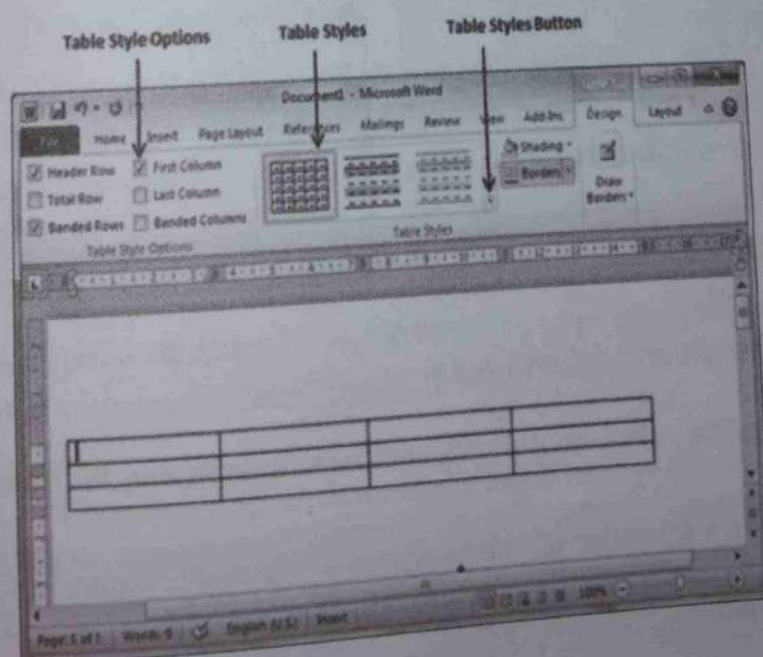 Table Style Options
Table Styles
Table Styles Button
Document1 - Microsoft Word
File Home Insert Page Layout References Mailings Review View Add-Ins Design Layout
Header Row First Column
Total Row Last Column
Banded Rows Banded Columns
Shading
Borders
Draw
Borders
Table Style Options
Table Styles
Page: 1 of 1 Words: 0 English (U.S.) Insert 100%